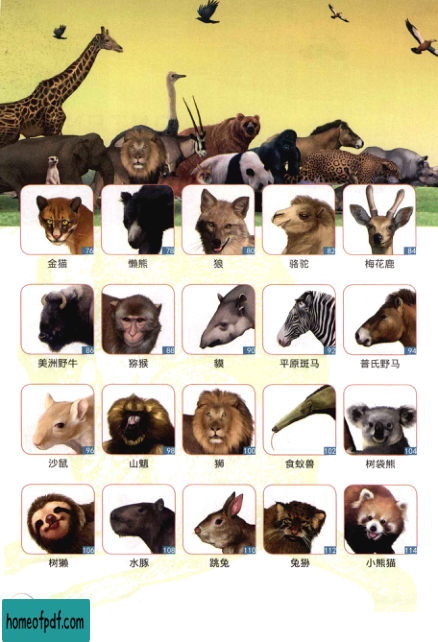 76 78 80 82 84
金猫 懒熊 狼 骆驼 梅花鹿
86 88 90 92 94
美洲野牛 猕猴 貘 平原斑马 普氏野马
96 98 100 102 104
沙鼠 山魈 狮 食蚁兽 树袋熊
106 108 110 112 114
树獭 水豚 跳兔 兔狲 小熊猫
homeofpdf.com